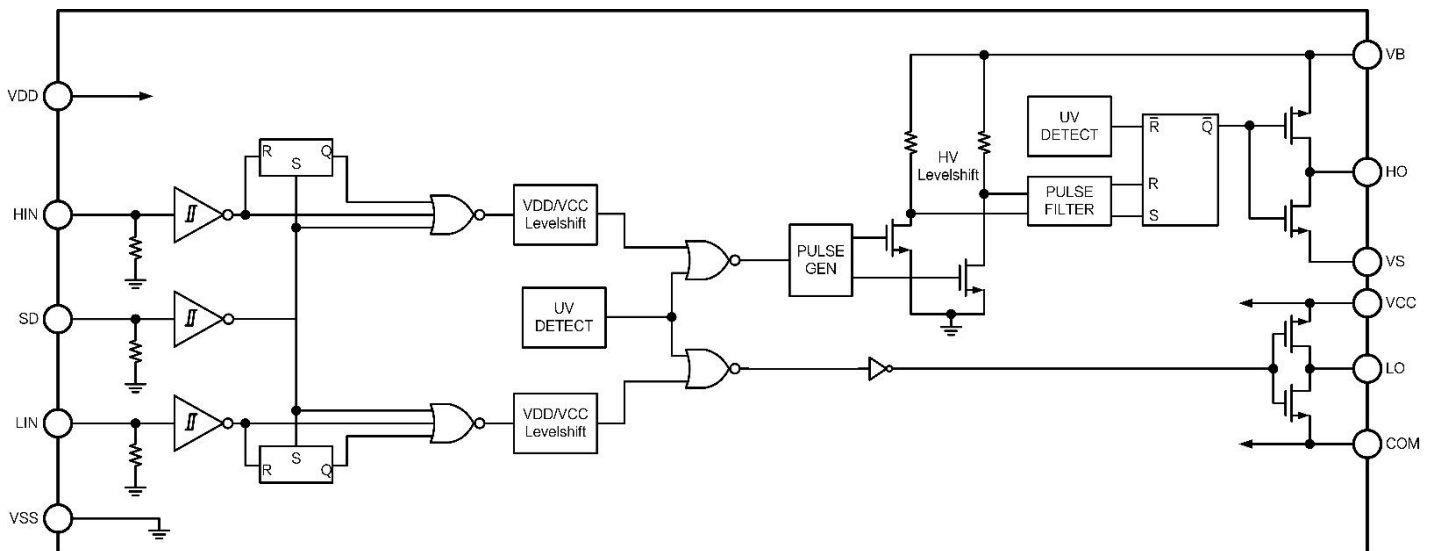 VDD
HIN
SD
LIN
VSS
R
S
Q
VDD/VCC
Levelshift
UV
DETECT
S
R
Q
VDD/VCC
Levelshift
PULSE
GEN
HV
Levelshift
UV
DETECT
PULSE
FILTER
R̅
Q̅
R
S
VB
HO
VS
VCC
LO
COM